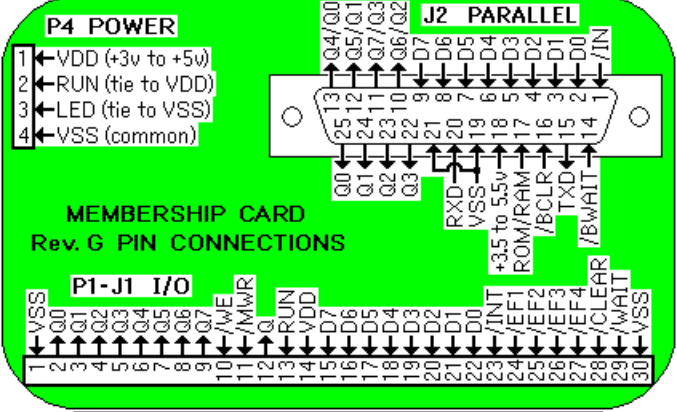 P4 POWER
1 VDD (+3v to +5v)
2 RUN (tie to VDD)
3 LED (tie to VSS)
4 VSS (common)
J2 PARALLEL
Q4/Q0 Q5/Q1 Q7/Q3 Q6/Q2 D7 D6 D5 D4 D3 D2 D1 D0 /IN
13 12 11 10 9 8 7 6 5 4 3 2 1
25 24 23 22 21 20 19 18 17 16 15 14
Q0 Q1 Q2 Q3 RXD VSS +3.5 to 5.5v ROM/RAM /BCLR TXD /BWAIT
MEMBERSHIP CARD
Rev. G PIN CONNECTIONS
P1-J1 I/O
VSS Q0 Q1 Q2 Q3 Q4 Q5 Q6 Q7 /WE /MWR Q RUN VDD D7 D6 D5 D4 D3 D2 D1 D0 /INT /EF1 /EF2 /EF3 /EF4 /CLEAR /WAIT VSS
1 2 3 4 5 6 7 8 9 10 11 12 13 14 15 16 17 18 19 20 21 22 23 24 25 26 27 28 29 30